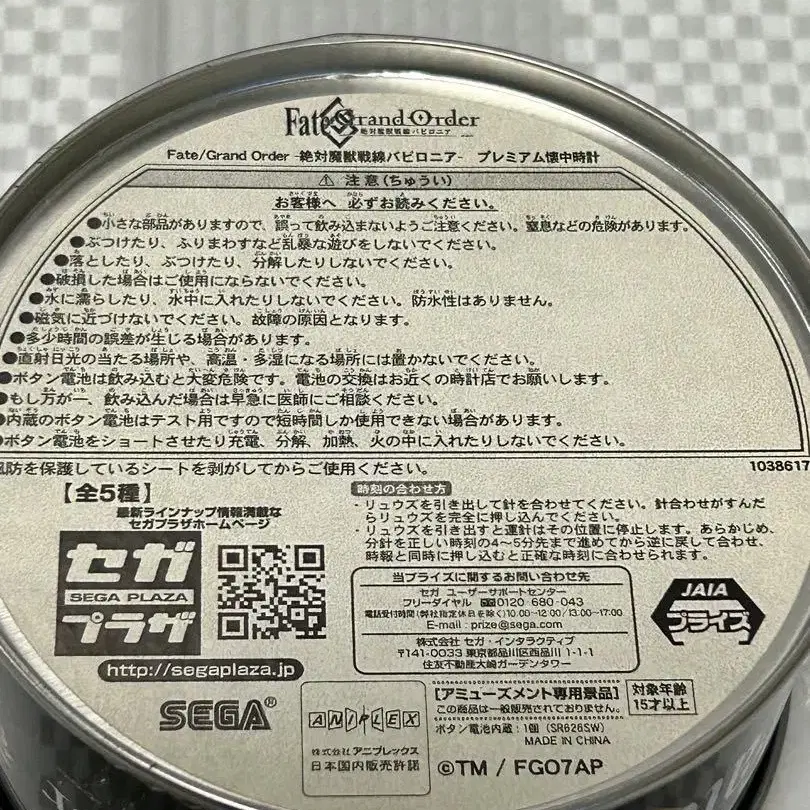 Fate Grand Order
絶対魔獣戦線バビロニア
Fate/Grand Order -絶対魔獣戦線バビロニア- プレミアム懐中時計
⚠ 注意(ちゅうい)
お客様へ 必ずお読みください。
●小さな部品がありますので、誤って飲み込まないようご注意ください。窒息などの危険があります。
●ぶつけたり、ふりまわすなど乱暴な遊びをしないでください。
●落としたり、ぶつけたり、分解したりしないでください。
●破損した場合はご使用にならないでください。
●水に濡らしたり、水中に入れたりしないでください。防水性はありません。
●磁気に近づけないでください。故障の原因となります。
●多少時間の誤差が生じる場合があります。
●直射日光の当たる場所や、高温・多湿になる場所には置かないでください。
●ボタン電池は飲み込むと大変危険です。電池の交換はお近くの時計店でお願いします。
●もし万が一、飲み込んだ場合は早急に医師にご相談ください。
●内蔵のボタン電池はテスト用ですので短時間しか使用できない場合があります。
●ボタン電池をショートさせたり充電、分解、加熱、火の中に入れたりしないでください。
風防を保護しているシートを剥がしてからご使用ください。
1038617
【全5種】
最新ラインナップ情報満載な
セガプラザホームページ
セガ
SEGA PLAZA
プラザ
http://segaplaza.jp
時刻の合わせ方
・リュウズを引き出して針を合わせてください。針合わせがすんだ
らリュウズを完全に押し込んでください。
・リュウズを引き出すと運針はその位置に停止します。あらかじめ、
分針を正しい時刻の4〜5分先まで進めてから逆に戻して合わせ、
時報と同時に押し込むと正確な時刻に合わせられます。
当プライズに関するお問い合わせ先
セガ ユーザーサポートセンター
フリーダイヤル 0120-680-043
電話受付時間(弊社指定休日を除く)10:00-12:00/13:00-17:00
E-mail : prize@sega.com
株式会社 セガ・インタラクティブ
〒141-0033 東京都品川区西品川 1-1-1
住友不動産大崎ガーデンタワー
JAIA
プライズ
SEGA®
ANIPLEX
株式会社 アニプレックス
日本国内販売許諾
【アミューズメント専用景品】
この商品は一般販売されておりません。
対象年齢
15才以上
ボタン電池内蔵:1個(SR626SW)
MADE IN CHINA
©TM / FGO7AP